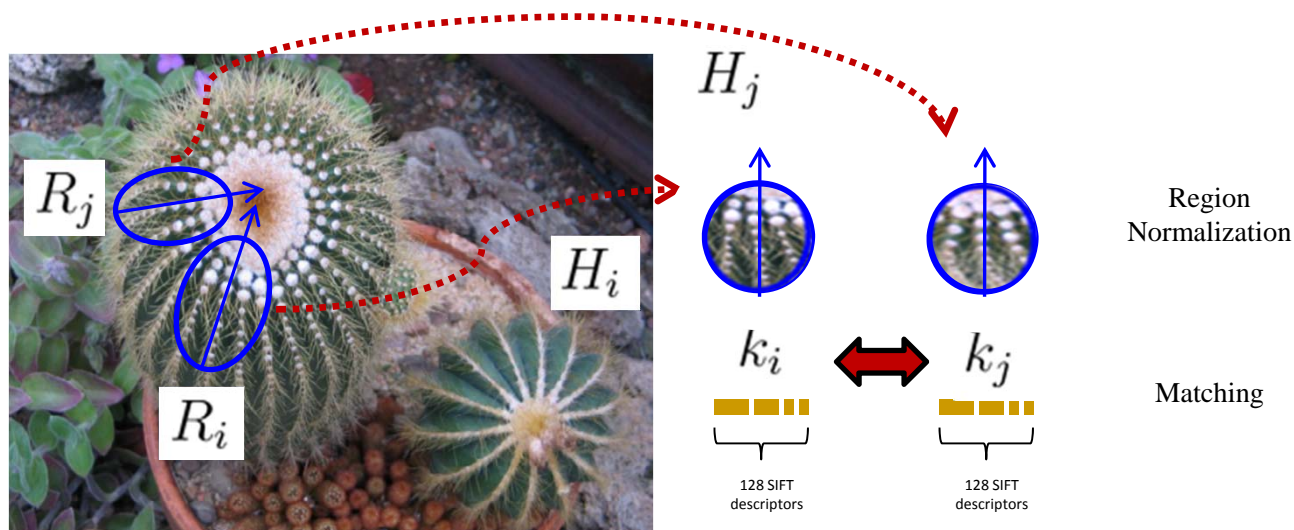 H_j
R_j
H_i
R_i
Region
Normalization
k_i
k_j
Matching
128 SIFT
descriptors
128 SIFT
descriptors